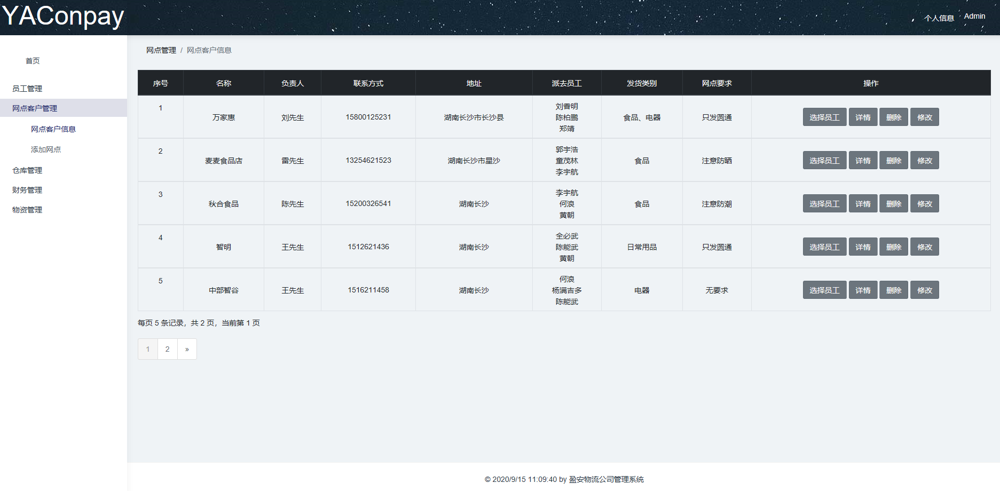 YAConpay
个人信息 Admin
首页
员工管理
网点客户管理
网点客户信息
添加网点
仓库管理
财务管理
物资管理
网点管理 / 网点客户信息
序号 名称 负责人 联系方式 地址 派去员工 发货类别 网点要求 操作
1 万家惠 刘先生 15800125231 湖南长沙市长沙县 刘香明 陈柏鹏 郑靖 食品、电器 只发圆通 选择员工 详情 删除 修改
2 麦麦食品店 雷先生 13254621523 湖南长沙市星沙 郭宇浩 童茂林 李宇航 食品 注意防晒 选择员工 详情 删除 修改
3 秋合食品 陈先生 15200326541 湖南长沙 李宇航 何浪 黄朝 食品 注意防潮 选择员工 详情 删除 修改
4 智明 王先生 1512621436 湖南长沙 全必武 陈能武 黄朝 日常用品 只发圆通 选择员工 详情 删除 修改
5 中部智谷 王先生 1516211458 湖南长沙 何浪 杨满吉多 陈能武 电器 无要求 选择员工 详情 删除 修改
每页 5 条记录，共 2 页，当前第 1 页
1 2 »
© 2020/9/15 11:09:40 by 盈安物流公司管理系统